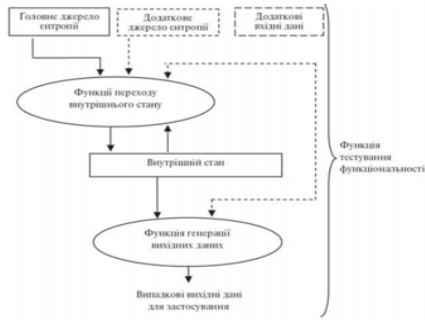 Головне джерело
ентропії
Додаткове
джерело ентропії
Додаткові
вхідні дані
Функції переходу
внутрішнього стану
Внутрішній стан
Функція
тестування
функціональності
Функція генерації
вихідних даних
Випадкові вихідні дані
для застосування